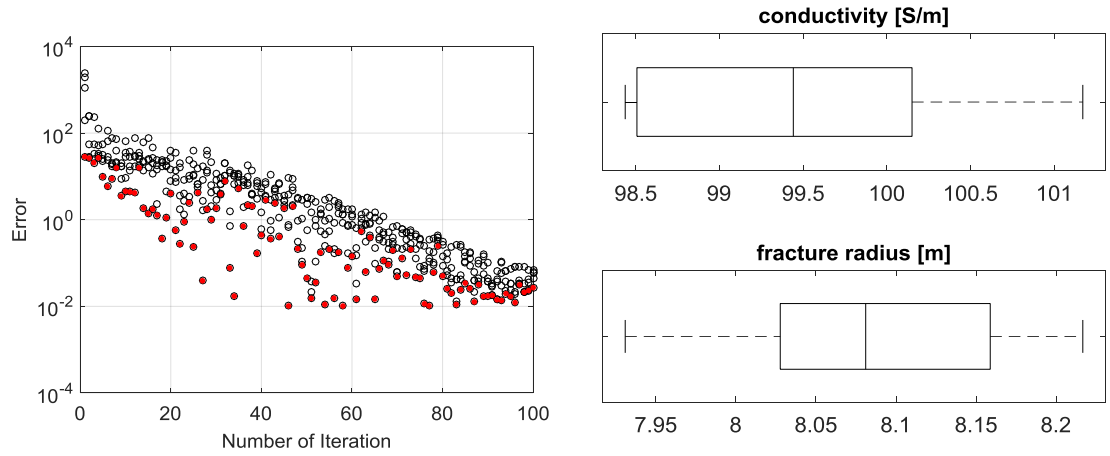 10^4
10^2
10^0
10^-2
10^-4
Error
0 20 40 60 80 100
Number of Iteration
conductivity [S/m]
98.5 99 99.5 100 100.5 101
fracture radius [m]
7.95 8 8.05 8.1 8.15 8.2